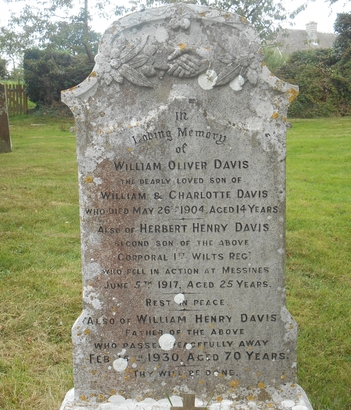 In
Loving Memory
of
WILLIAM OLIVER DAVIS
THE DEARLY LOVED SON OF
WILLIAM & CHARLOTTE DAVIS
WHO DIED MAY 26TH 1904, AGED 14 YEARS.
ALSO OF HERBERT HENRY DAVIS
SECOND SON OF THE ABOVE
CORPORAL 1ST WILTS REGT
WHO FELL IN ACTION AT MESSINES
JUNE 5TH 1917, AGED 25 YEARS.
REST IN PEACE.
ALSO OF WILLIAM HENRY DAVIS
FATHER OF THE ABOVE
WHO PASSED PEACEFULLY AWAY
FEB 1930, AGED 70 YEARS.
THY WILL BE DONE.